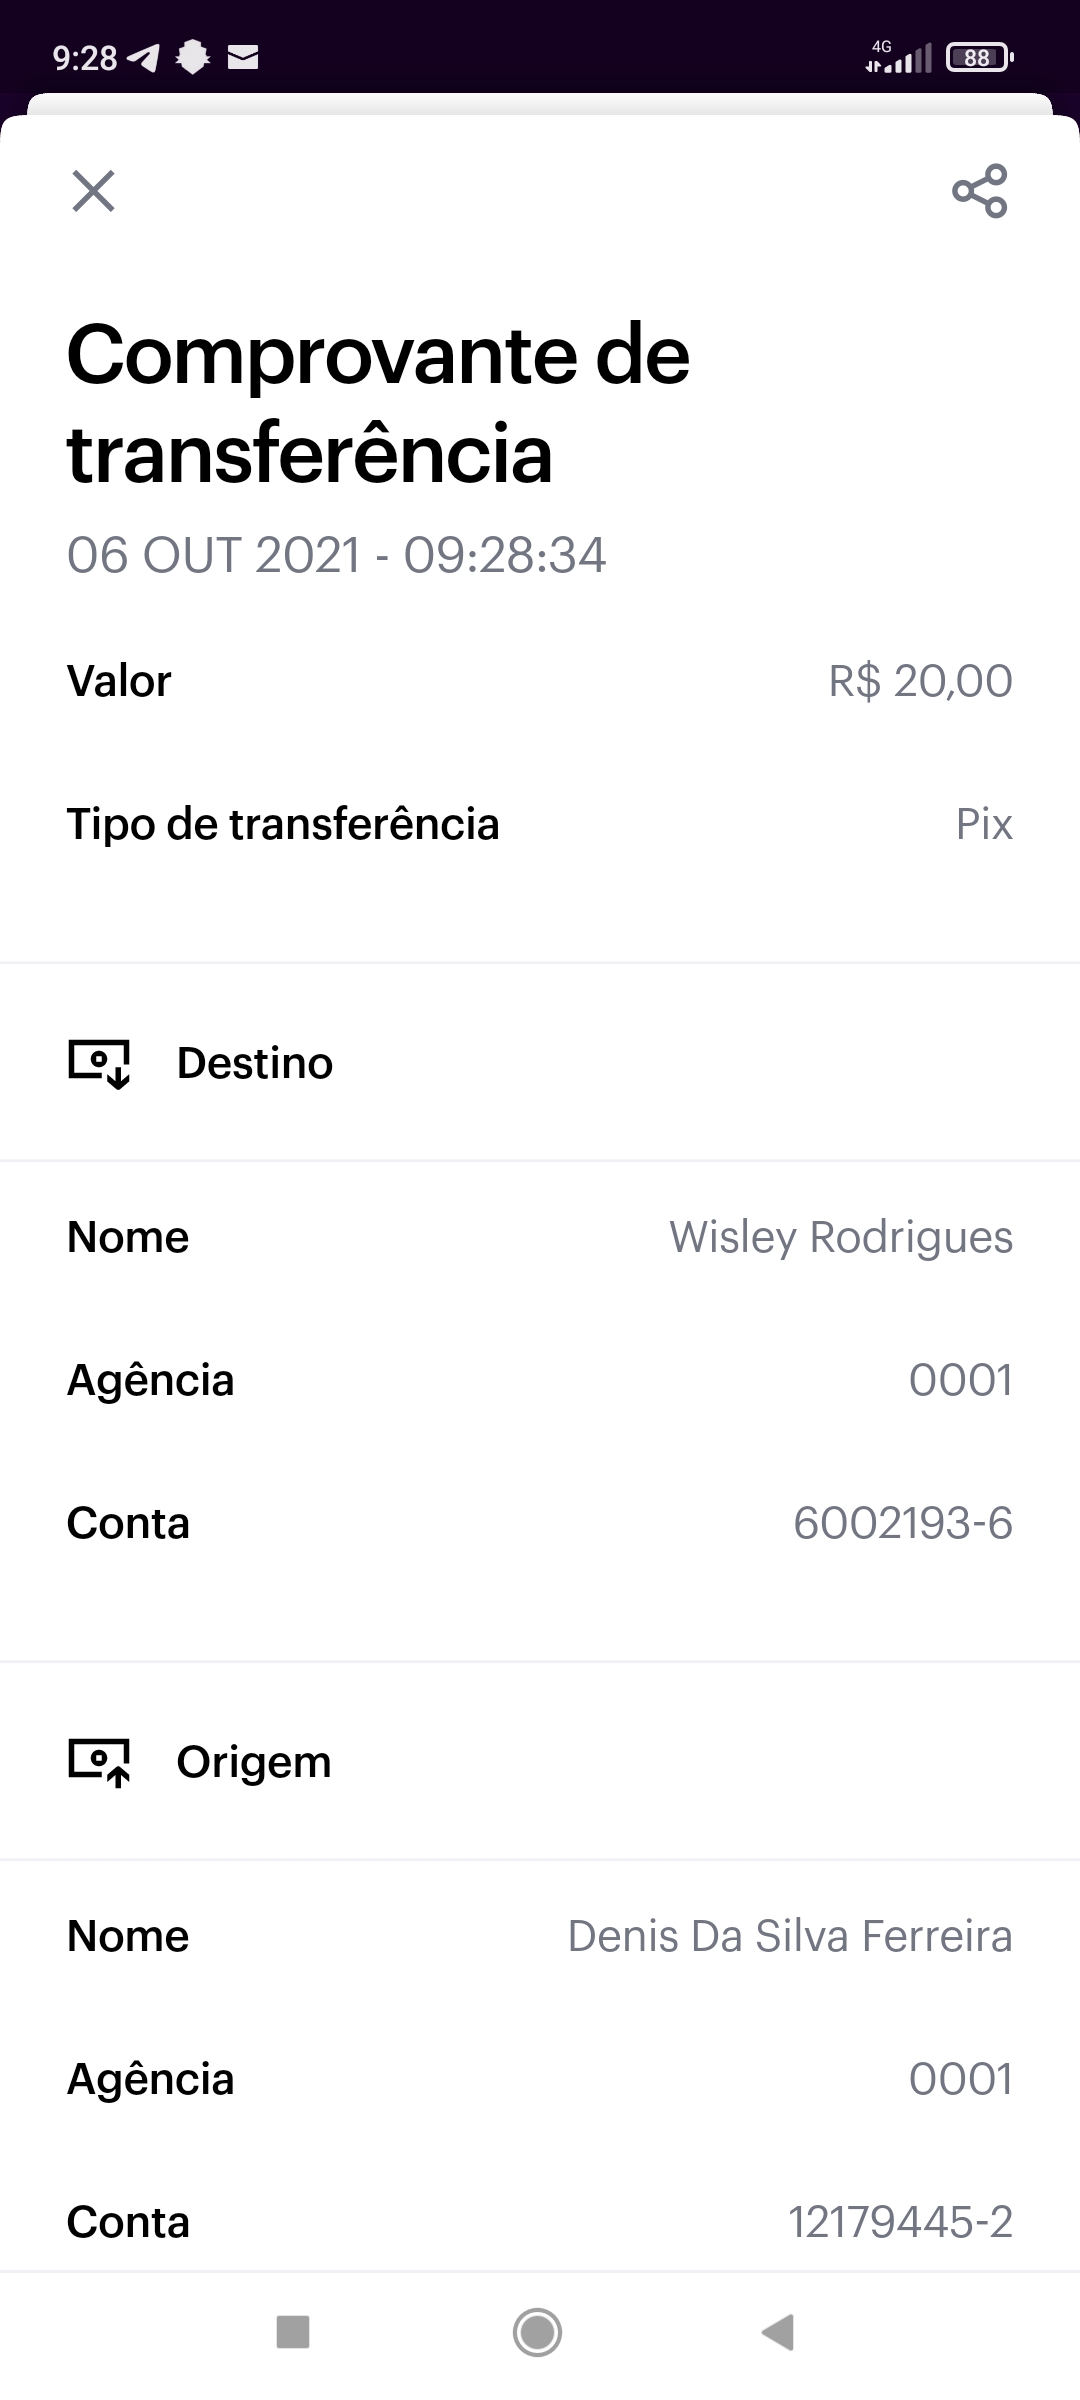 9:28
4G
88
Comprovante de
transferência
06 OUT 2021 - 09:28:34
Valor R$ 20,00
Tipo de transferência Pix
Destino
Nome Wisley Rodrigues
Agência 0001
Conta 6002193-6
Origem
Nome Denis Da Silva Ferreira
Agência 0001
Conta 12179445-2